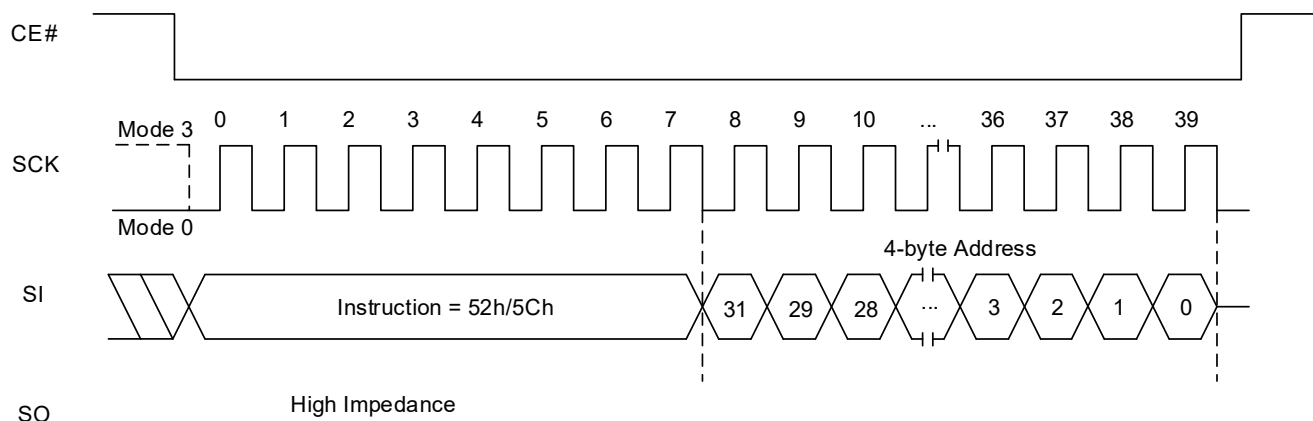 CE#
0 1 2 3 4 5 6 7 8 9 10 ... 36 37 38 39
Mode 3
SCK
Mode 0
4-byte Address
SI
Instruction = 52h/5Ch 31 29 28 ... 3 2 1 0
High Impedance
SO